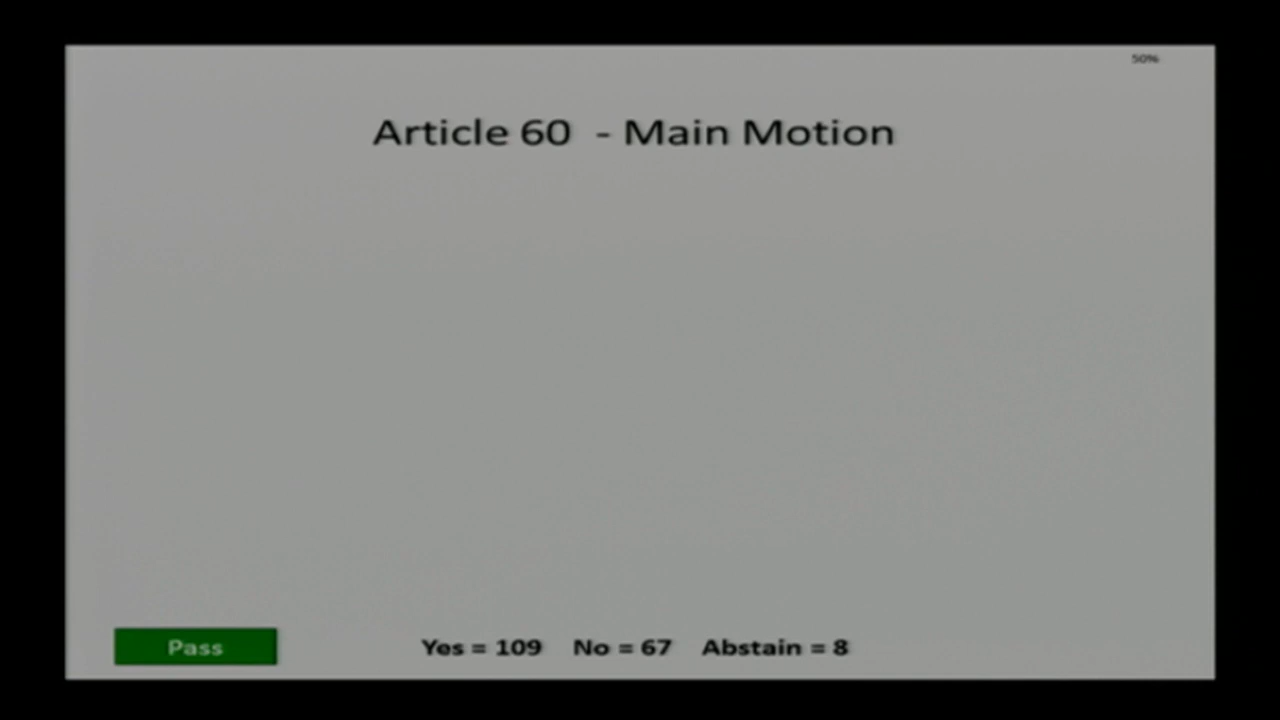 50%
Article 60 - Main Motion
Pass Yes = 109 No = 67 Abstain = 8